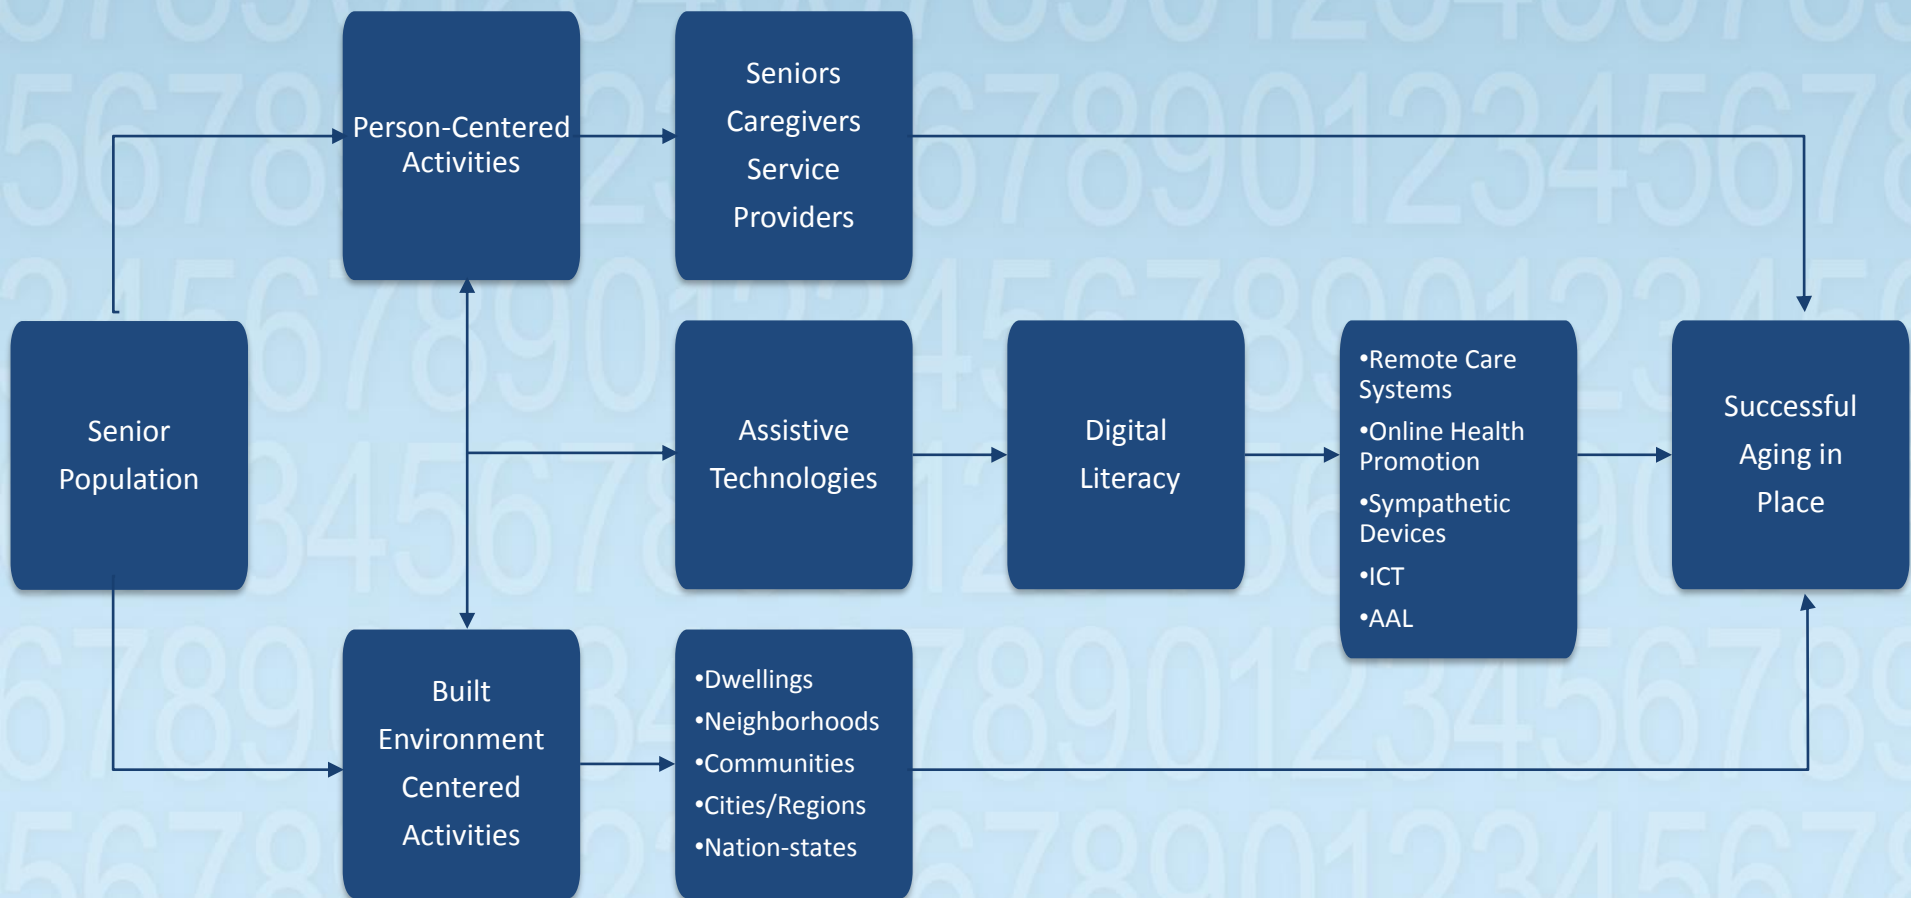 Person-Centered
Activities
Seniors
Caregivers
Service
Providers
Senior
Population
Assistive
Technologies
Digital
Literacy
•Remote Care
Systems
•Online Health
Promotion
•Sympathetic
Devices
•ICT
•AAL
Successful
Aging in
Place
Built
Environment
Centered
Activities
•Dwellings
•Neighborhoods
•Communities
•Cities/Regions
•Nation-states